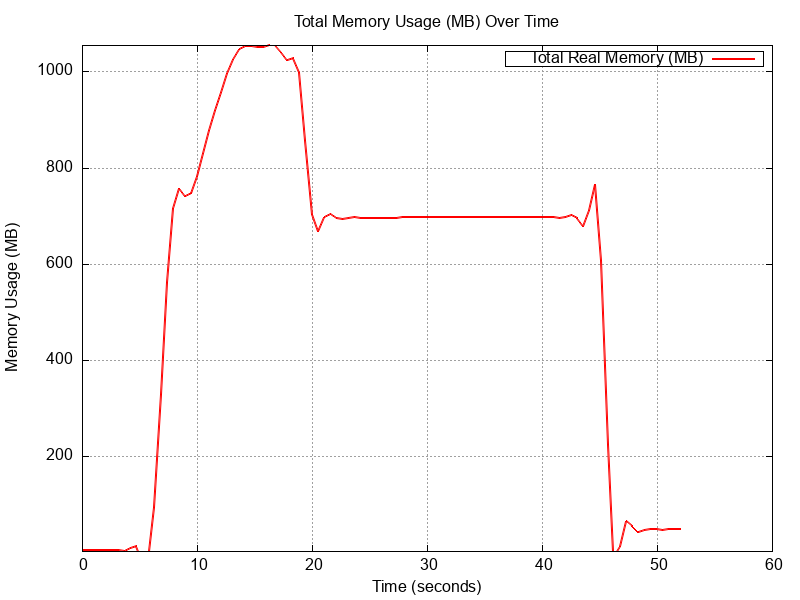 Total Memory Usage (MB) Over Time
Total Real Memory (MB)
1000
800
600
400
200
Memory Usage (MB)
0 10 20 30 40 50 60
Time (seconds)